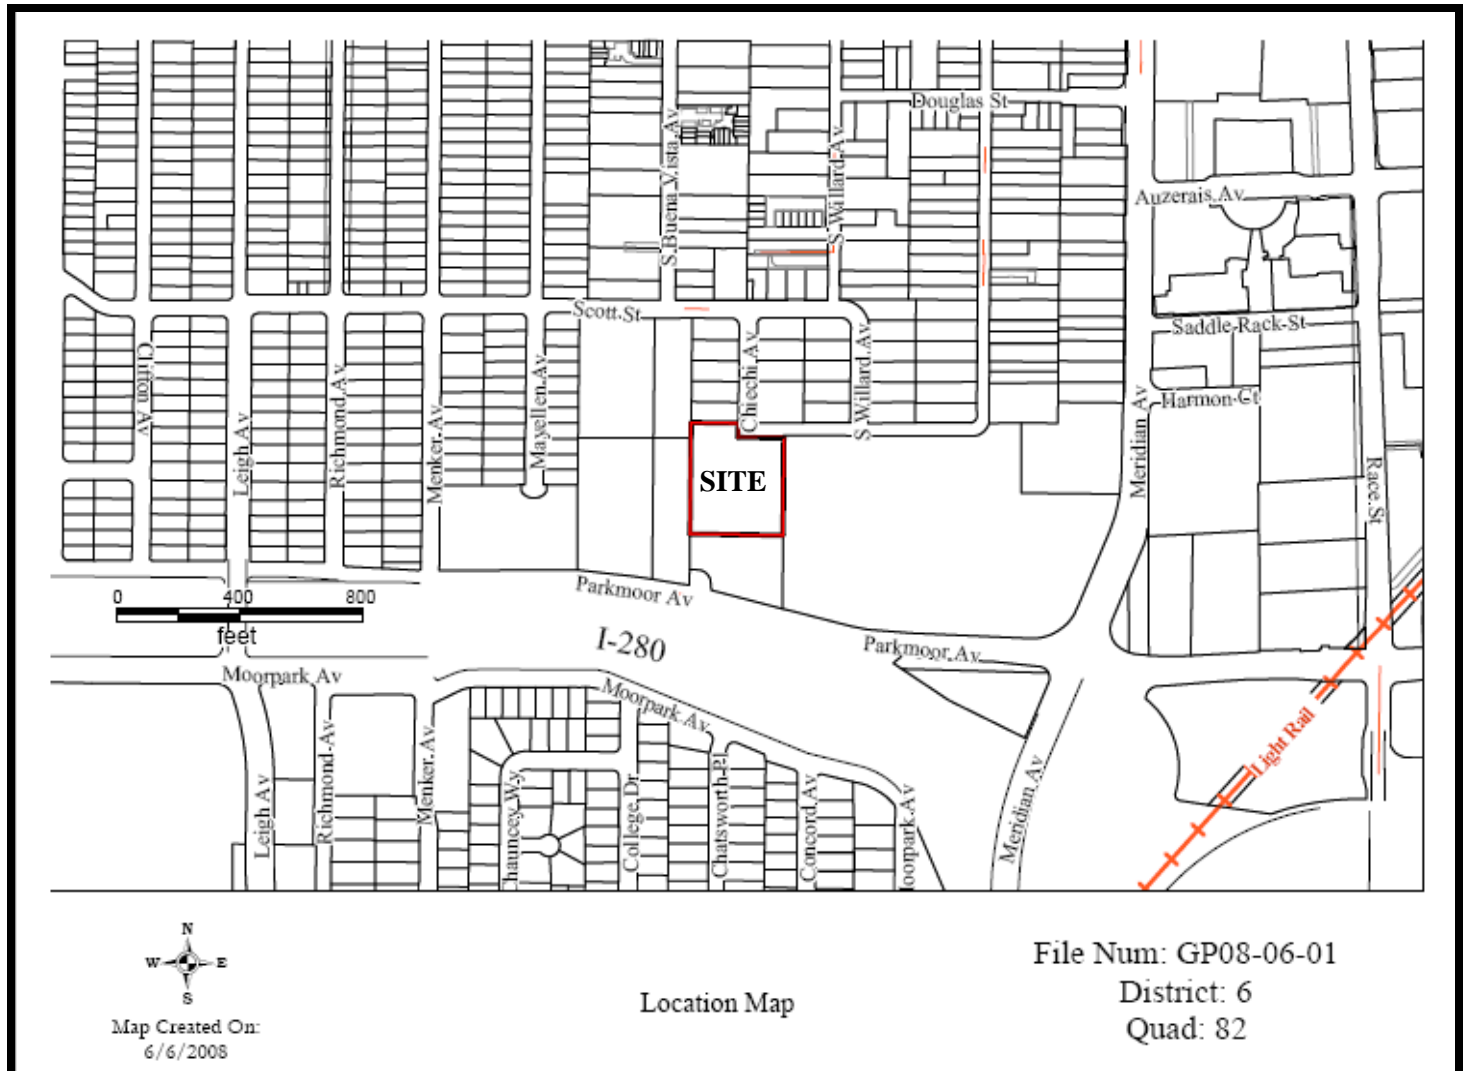 Douglas St
S Buena Vista Av
S Willard Av
Auzerais Av
Scott St
Saddle Rack St
Clifton Av
Leigh Av
Richmond Av
Menker Av
Mayellen Av
Chiechi Av
S Willard Av
Meridian Av
Harmon Ct
Race St
SITE
Parkmoor Av
0 400 800
feet
I-280
Parkmoor Av
Moorpark Av
Moorpark Av
Light Rail
Leigh Av
Richmond Av
Menker Av
Chauncey Wy
College Dr
Chatsworth Pl
Concord Av
Moorpark Av
Meridian Av
N
W E
S
Map Created On:
6/6/2008
Location Map
File Num: GP08-06-01
District: 6
Quad: 82